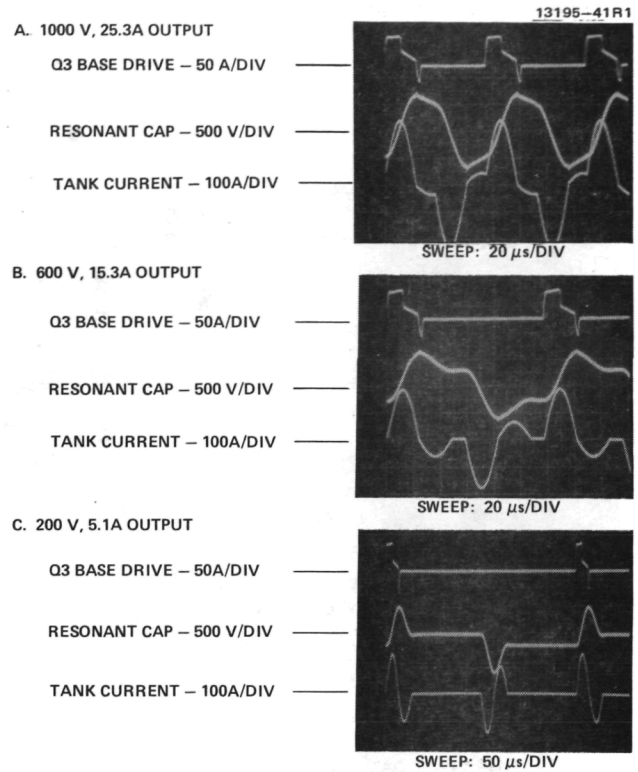 13195-41R1
A. 1000 V, 25.3A OUTPUT
Q3 BASE DRIVE – 50 A/DIV
RESONANT CAP – 500 V/DIV
TANK CURRENT – 100A/DIV
SWEEP: 20 μs/DIV
B. 600 V, 15.3A OUTPUT
Q3 BASE DRIVE – 50A/DIV
RESONANT CAP – 500 V/DIV
TANK CURRENT – 100A/DIV
SWEEP: 20 μs/DIV
C. 200 V, 5.1A OUTPUT
Q3 BASE DRIVE – 50A/DIV
RESONANT CAP – 500 V/DIV
TANK CURRENT – 100A/DIV
SWEEP: 50 μs/DIV